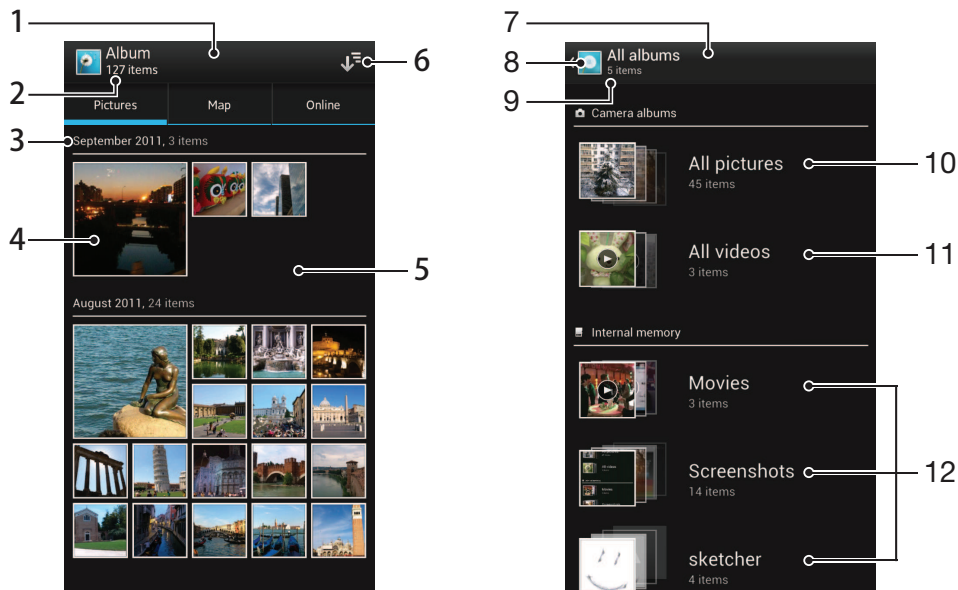 1
2
3
4
5
6
Album
127 items
Pictures
Map
Online
September 2011, 3 items
August 2011, 24 items
7
8
9
10
11
12
All albums
5 items
Camera albums
All pictures
45 items
All videos
3 items
Internal memory
Movies
3 items
Screenshots
14 items
sketcher
4 items